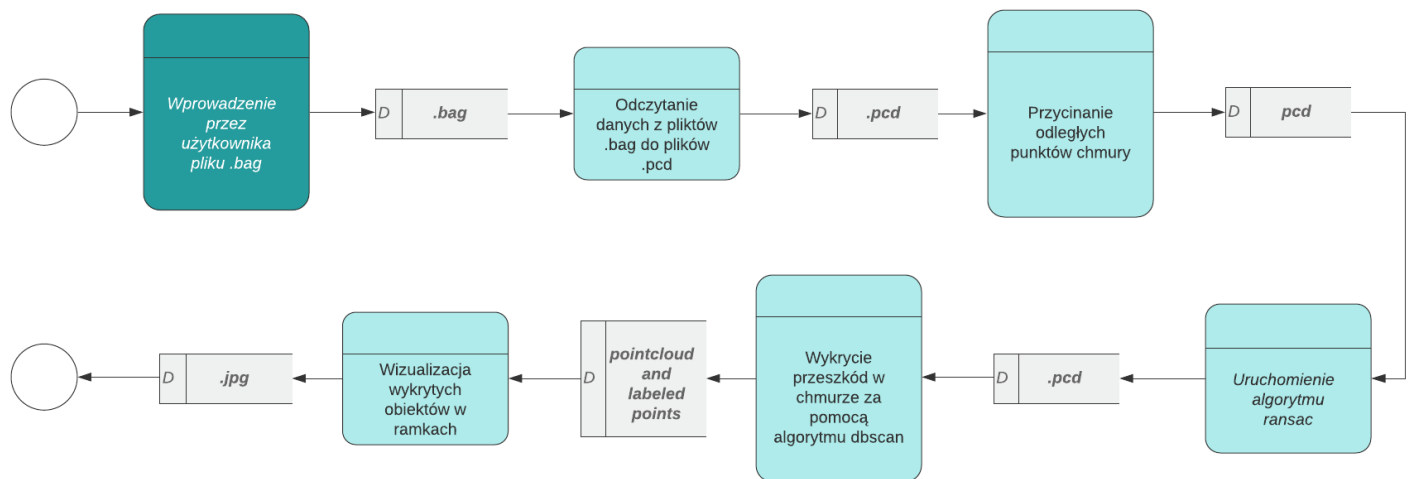 Wprowadzenie
przez
użytkownika
pliku .bag
D
.bag
Odczytanie
danych z pliktów
.bag do plików
.pcd
D
.pcd
Przycinanie
odległych
punktów chmury
D
pcd
Uruchomienie
algorytmu
ransac
D
.pcd
Wykrycie
przeszkód w
chmurze za
pomocą
algorytmu dbscan
D
pointcloud
and
labeled
points
Wizualizacja
wykrytych
obiektów w
ramkach
D
.jpg